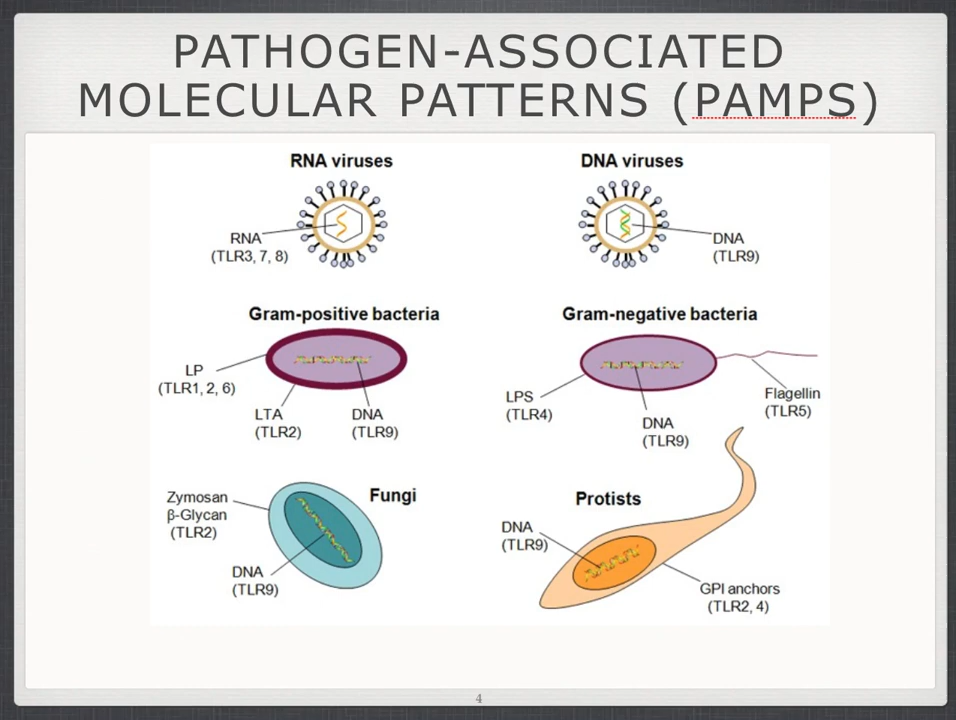 PATHOGEN-ASSOCIATED
MOLECULAR PATTERNS (PAMPS)
RNA viruses
RNA
(TLR3, 7, 8)
DNA viruses
DNA
(TLR9)
Gram-positive bacteria
LP
(TLR1, 2, 6)
LTA
(TLR2)
DNA
(TLR9)
Gram-negative bacteria
LPS
(TLR4)
DNA
(TLR9)
Flagellin
(TLR5)
Fungi
Zymosan
β-Glycan
(TLR2)
DNA
(TLR9)
Protists
DNA
(TLR9)
GPI anchors
(TLR2, 4)
4